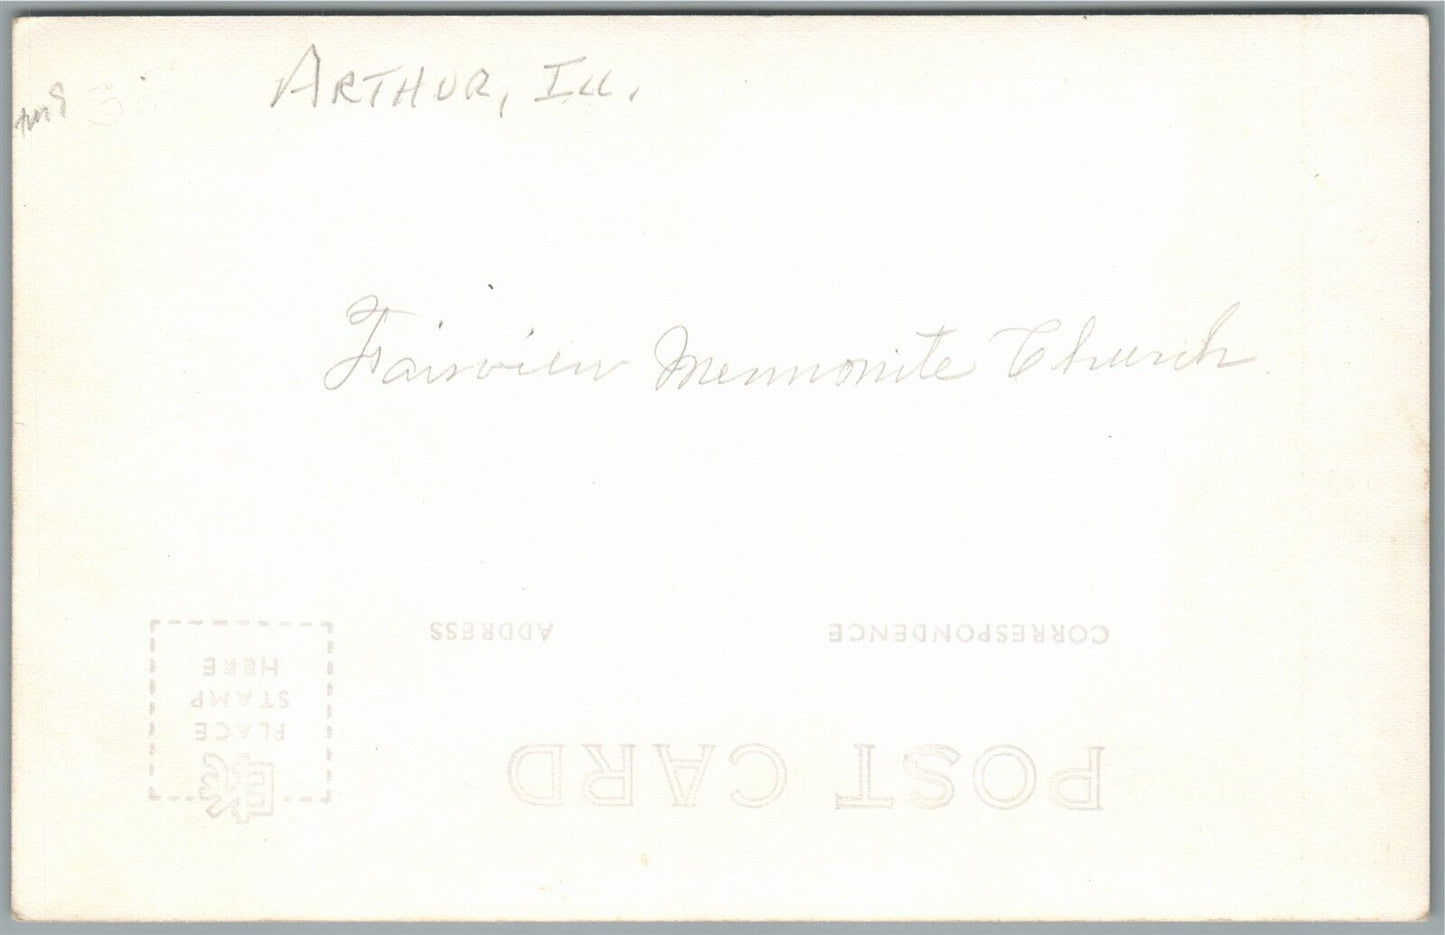 ARTHUR, ILL.
Fairview Mennonite Church
ADDRESS
CORRESPONDENCE
PLACE
STAMP
HERE
POST CARD